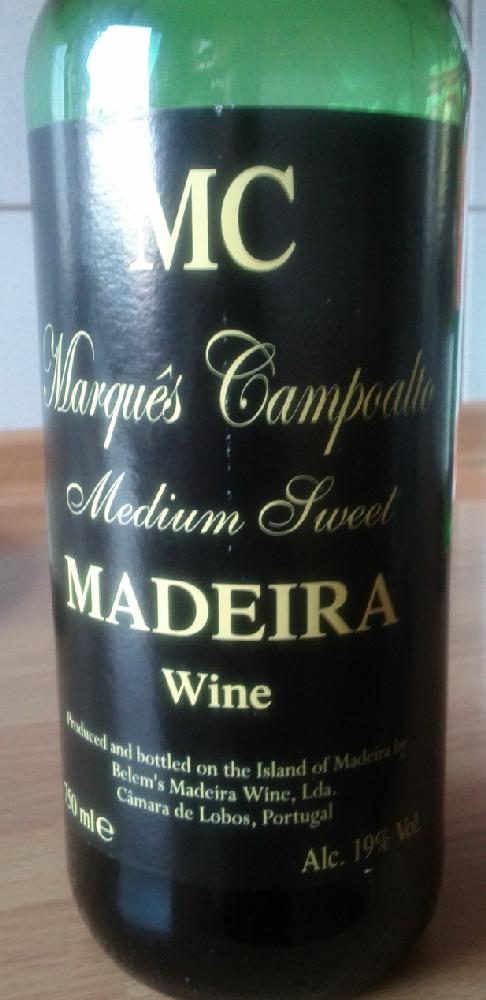 MC
Marquês Campoalto
Medium Sweet
MADEIRA
Wine
Produced and bottled on the Island of Madeira by
Belem's Madeira Wine, Lda.
Câmara de Lobos, Portugal
750 ml e
Alc. 19% Vol.